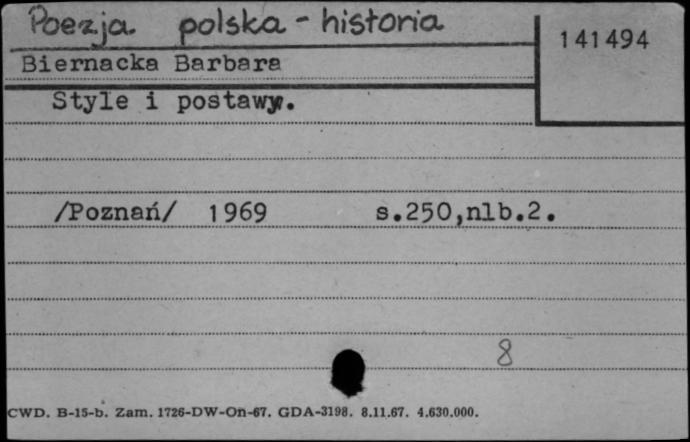 Poezja polska - historia
141494
Biernacka Barbara
Style i postawy.
/Poznań/ 1969 s.250,nlb.2.
8
CWD. B-15-b. Zam. 1726-DW-On-67. GDA-3198. 8.11.67. 4.630.000.